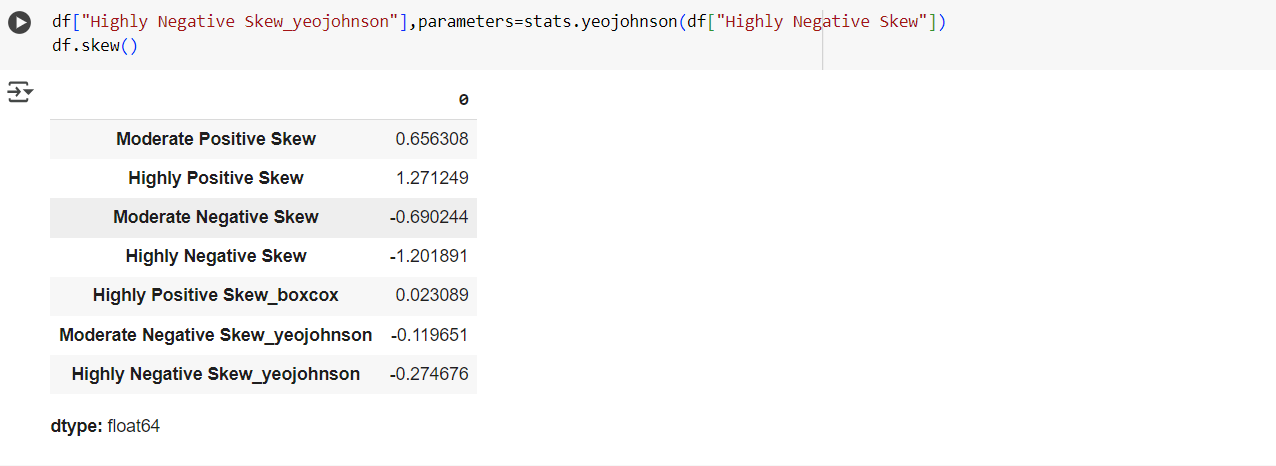 df["Highly Negative Skew_yeojohnson"],parameters=stats.yeojohnson(df["Highly Negative Skew"])
df.skew()
0
Moderate Positive Skew 0.656308
Highly Positive Skew 1.271249
Moderate Negative Skew -0.690244
Highly Negative Skew -1.201891
Highly Positive Skew_boxcox 0.023089
Moderate Negative Skew_yeojohnson -0.119651
Highly Negative Skew_yeojohnson -0.274676
dtype: float64